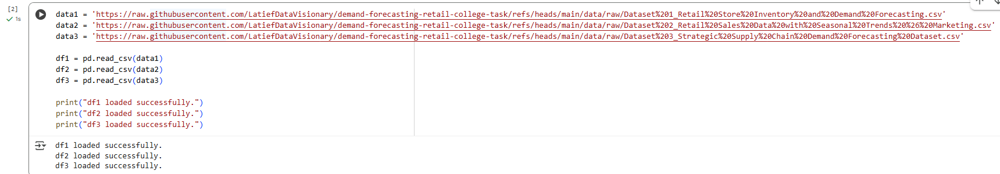 [2]
1s
data1 = 'https://raw.githubusercontent.com/LatiefDataVisionary/demand-forecasting-retail-college-task/refs/heads/main/data/raw/Dataset%201_Retail%20Store%20Inventory%20and%20Demand%20Forecasting.csv'
data2 = 'https://raw.githubusercontent.com/LatiefDataVisionary/demand-forecasting-retail-college-task/refs/heads/main/data/raw/Dataset%202_Retail%20Sales%20Data%20with%20Seasonal%20Trends%20%26%20Marketing.csv'
data3 = 'https://raw.githubusercontent.com/LatiefDataVisionary/demand-forecasting-retail-college-task/refs/heads/main/data/raw/Dataset%203_Strategic%20Supply%20Chain%20Demand%20Forecasting%20Dataset.csv'
df1 = pd.read_csv(data1)
df2 = pd.read_csv(data2)
df3 = pd.read_csv(data3)
print("df1 loaded successfully.")
print("df2 loaded successfully.")
print("df3 loaded successfully.")
df1 loaded successfully.
df2 loaded successfully.
df3 loaded successfully.